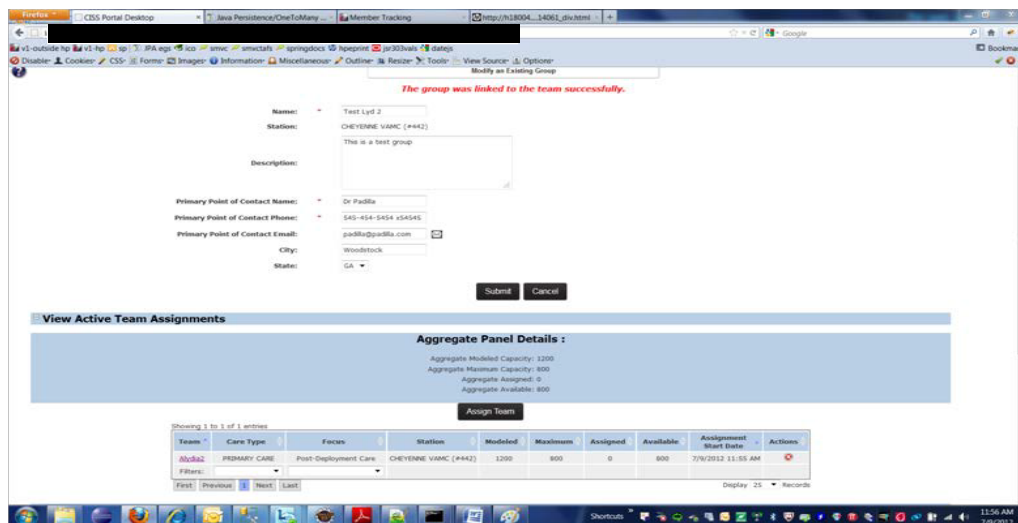 Firefox
CISS Portal Desktop
Java Persistence/OneToMany ...
Member Tracking
http://h18004....14061_div.html
Google
v1-outside hp v1-hp sp JPA egs ico smvc smvctafs springdocs hpeprint jsr303vals datejs
Bookma
Disable Cookies CSS Forms Images Information Miscellaneous Outline Resize Tools View Source Options
Modify an Existing Group
The group was linked to the team successfully.
Name: * Test Lyd 2
Station: CHEYENNE VAMC (#442)
Description: This is a test group
Primary Point of Contact Name: * Dr Padilla
Primary Point of Contact Phone: * 545-454-5454 x54545
Primary Point of Contact Email: padilla@padilla.com
City: Woodstock
State: GA
Submit Cancel
View Active Team Assignments
Aggregate Panel Details :
Aggregate Modeled Capacity: 1200
Aggregate Maximum Capacity: 800
Aggregate Assigned: 0
Aggregate Available: 800
Assign Team
Showing 1 to 1 of 1 entries
Team Care Type Focus Station Modeled Maximum Assigned Available Assignment Start Date Actions
Alydia2 PRIMARY CARE Post-Deployment Care CHEYENNE VAMC (#442) 1200 800 0 800 7/9/2012 11:55 AM
Filters:
First Previous 1 Next Last
Display 25 Records
Shortcuts
11:56 AM
7/9/2012